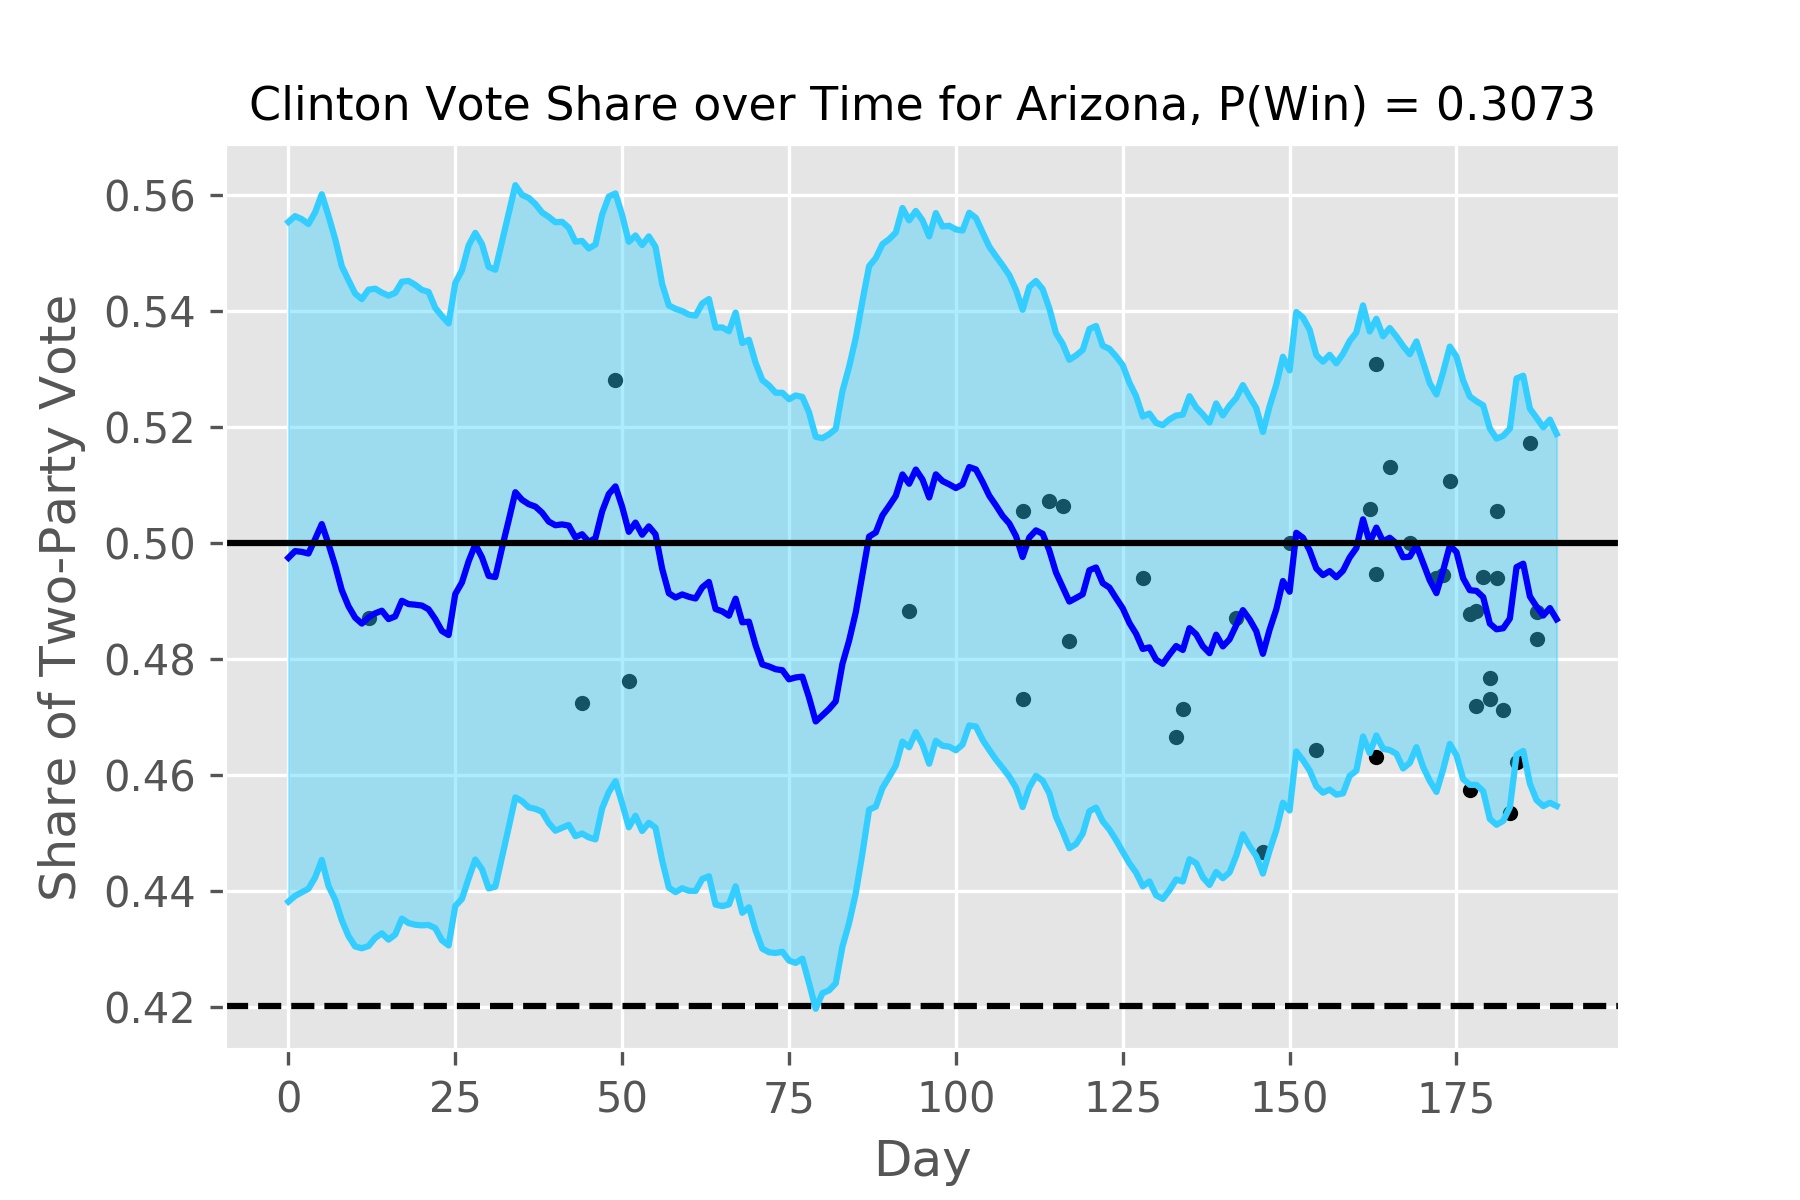 Clinton Vote Share over Time for Arizona, P(Win) = 0.3073
Share of Two-Party Vote
0.56
0.54
0.52
0.50
0.48
0.46
0.44
0.42
0 25 50 75 100 125 150 175
Day